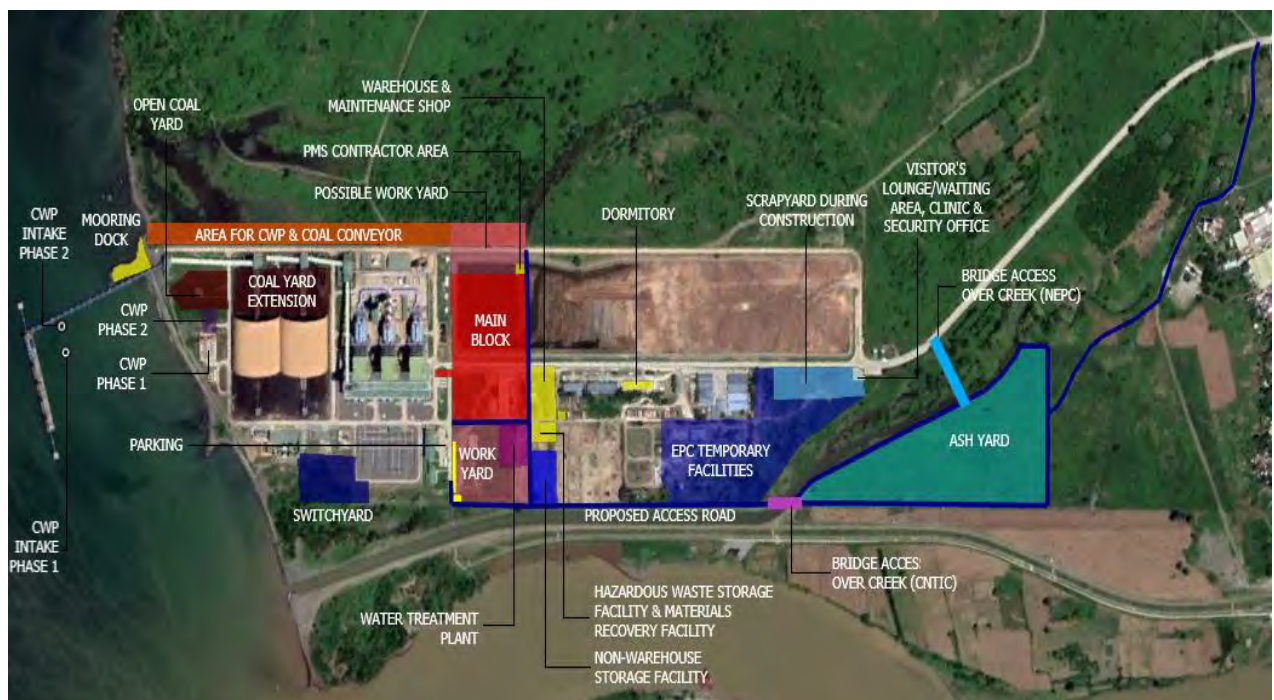 WAREHOUSE &
MAINTENANCE SHOP
OPEN COAL
YARD
PMS CONTRACTOR AREA
VISITOR'S
LOUNGE/WAITING
AREA, CLINIC &
SECURITY OFFICE
POSSIBLE WORK YARD
DORMITORY
SCRAPYARD DURING
CONSTRUCTION
CWP
INTAKE
PHASE 2
MOORING
DOCK
AREA FOR CWP & COAL CONVEYOR
BRIDGE ACCESS
OVER CREEK (NEPC)
COAL YARD
EXTENSION
CWP
PHASE 2
MAIN
BLOCK
CWP
PHASE 1
PARKING
WORK
YARD
EPC TEMPORARY
FACILITIES
ASH YARD
SWITCHYARD
PROPOSED ACCESS ROAD
CWP
INTAKE
PHASE 1
BRIDGE ACCES
OVER CREEK (CNTIC)
WATER TREATMENT
PLANT
HAZARDOUS WASTE STORAGE
FACILITY & MATERIALS
RECOVERY FACILITY
NON-WAREHOUSE
STORAGE FACILITY